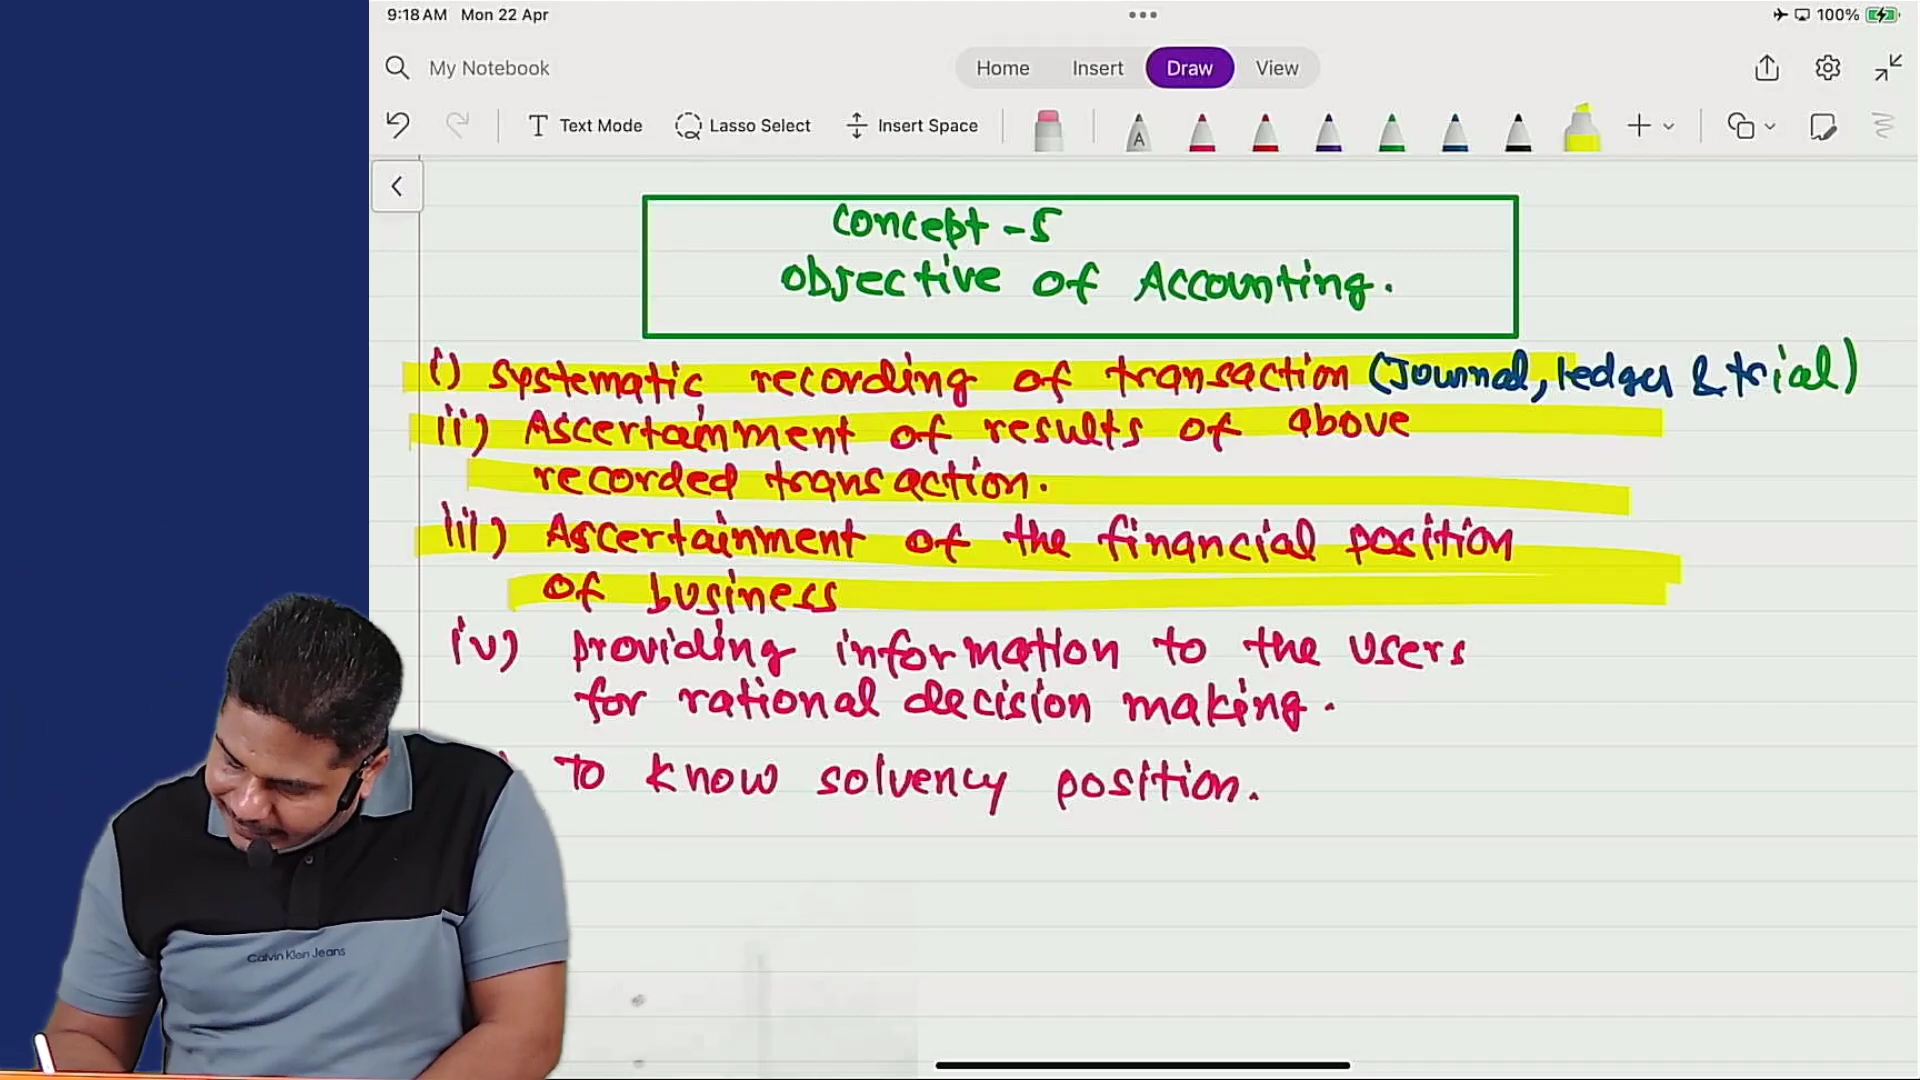 9:18 AM Mon 22 Apr
100%
My Notebook
Home Insert Draw View
Text Mode Lasso Select Insert Space
A
Concept -5
Objective of Accounting.
i) Systematic recording of transaction (Journal, ledger & trial)
ii) Ascertainment of results of above
recorded transaction.
iii) Ascertainment of the financial position
of business
iv) providing information to the users
for rational decision making.
To know solvency position.
Calvin Klein Jeans